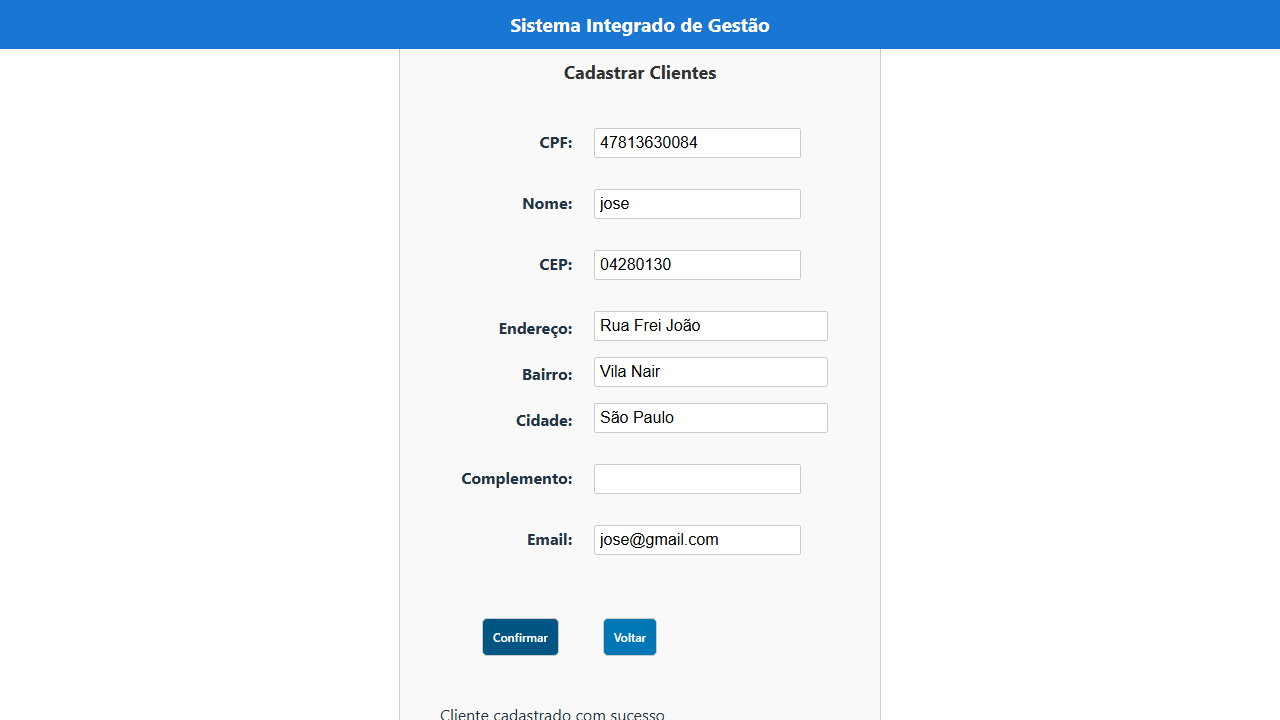 Sistema Integrado de Gestão
Cadastrar Clientes
CPF: 47813630084
Nome: jose
CEP: 04280130
Endereço: Rua Frei João
Bairro: Vila Nair
Cidade: São Paulo
Complemento:
Email: jose@gmail.com
Confirmar Voltar
Cliente cadastrado com sucesso